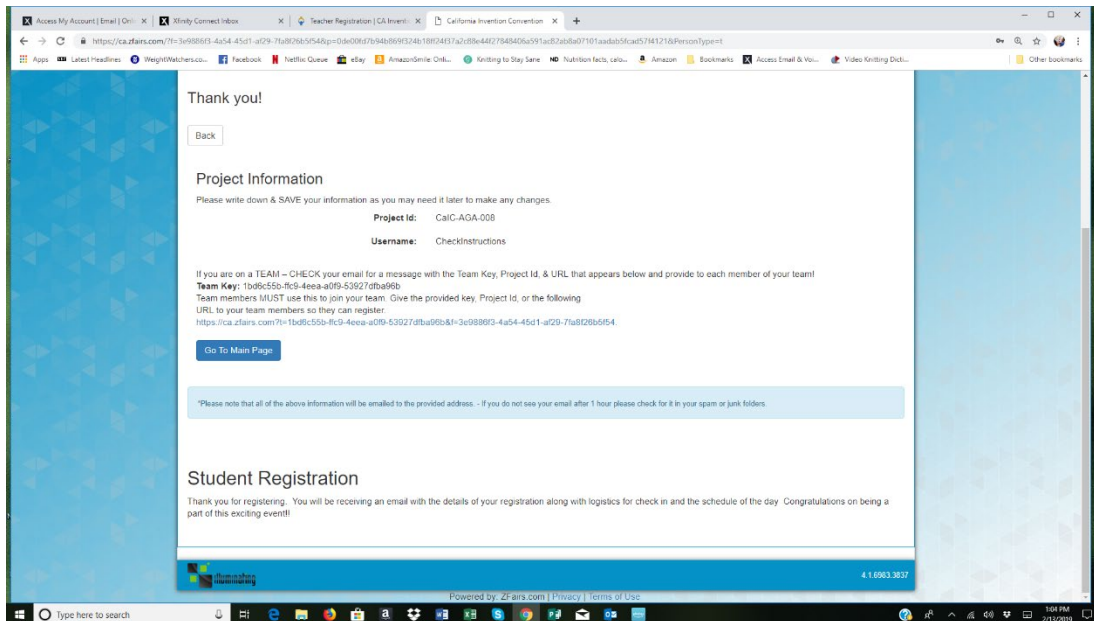 Access My Account | Email | Onli
Xfinity Connect Inbox
Teacher Registration | CA Inventi
California Invention Convention
https://ca.zfairs.com/?f=3e9886f3-4a54-45d1-af29-7fa8f26b5f54&
Apps
Latest Headlines
WeightWatchers.co...
Facebook
Netflix Queue
eBay
AmazonSmile: Onli...
Knitting to Stay Sane
Nutrition facts, calo...
Amazon
Bookmarks
Access Email & Voi...
Video Knitting Dicti...
Other bookmarks
Thank you!
Back
Project Information
Please write down & SAVE your information as you may need it later to make any changes.
Project Id: CaIC-AGA-008
Username: CheckInstructions
If you are on a TEAM – CHECK your email for a message with the Team Key, Project Id, & URL that appears below and provide to each member of your team!
Team Key: 1bd6c55b-ffc9-4eea-a0f9-53927dfba96b
Team members MUST use this to join your team. Give the provided key, Project Id, or the following
URL to your team members so they can register.
https://ca.zfairs.com?t=1bd6c55b-ffc9-4eea-a0f9-53927dfba96b&f=3e9886f3-4a54-45d1-af29-7fa8f26b5f54.
Go To Main Page
*Please note that all of the above information will be emailed to the provided address. - If you do not see your email after 1 hour please check for it in your spam or junk folders.
Student Registration
Thank you for registering. You will be receiving an email with the details of your registration along with logistics for check in and the schedule of the day Congratulations on being a
part of this exciting event!!
illuminating
4.1.6983.3837
Powered by: ZFairs.com | Privacy | Terms of Use
Type here to search
1:04 PM
2/13/2019